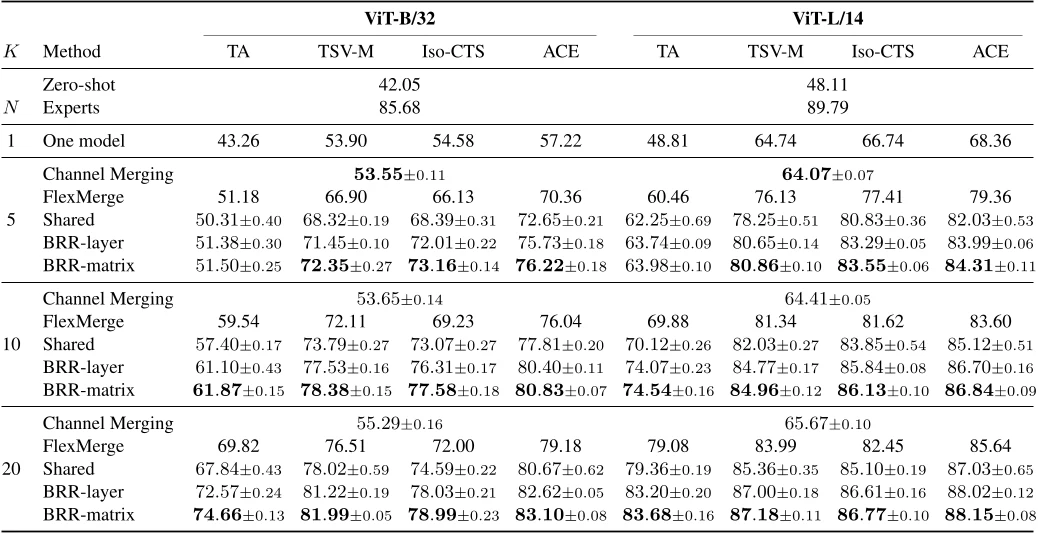 ViT-B/32 ViT-L/14
K Method TA TSV-M Iso-CTS ACE TA TSV-M Iso-CTS ACE
Zero-shot 42.05 48.11
N Experts 85.68 89.79
1 One model 43.26 53.90 54.58 57.22 48.81 64.74 66.74 68.36
Channel Merging 53.55±0.11 64.07±0.07
FlexMerge 51.18 66.90 66.13 70.36 60.46 76.13 77.41 79.36
5 Shared 50.31±0.40 68.32±0.19 68.39±0.31 72.65±0.21 62.25±0.69 78.25±0.51 80.83±0.36 82.03±0.53
BRR-layer 51.38±0.30 71.45±0.10 72.01±0.22 75.73±0.18 63.74±0.09 80.65±0.14 83.29±0.05 83.99±0.06
BRR-matrix 51.50±0.25 72.35±0.27 73.16±0.14 76.22±0.18 63.98±0.10 80.86±0.10 83.55±0.06 84.31±0.11
Channel Merging 53.65±0.14 64.41±0.05
FlexMerge 59.54 72.11 69.23 76.04 69.88 81.34 81.62 83.60
10 Shared 57.40±0.17 73.79±0.27 73.07±0.27 77.81±0.20 70.12±0.26 82.03±0.27 83.85±0.54 85.12±0.51
BRR-layer 61.10±0.43 77.53±0.16 76.31±0.17 80.40±0.11 74.07±0.23 84.77±0.17 85.84±0.08 86.70±0.16
BRR-matrix 61.87±0.15 78.38±0.15 77.58±0.18 80.83±0.07 74.54±0.16 84.96±0.12 86.13±0.10 86.84±0.09
Channel Merging 55.29±0.16 65.67±0.10
FlexMerge 69.82 76.51 72.00 79.18 79.08 83.99 82.45 85.64
20 Shared 67.84±0.43 78.02±0.59 74.59±0.22 80.67±0.62 79.36±0.19 85.36±0.35 85.10±0.19 87.03±0.65
BRR-layer 72.57±0.24 81.22±0.19 78.03±0.21 82.62±0.05 83.20±0.20 87.00±0.18 86.61±0.16 88.02±0.12
BRR-matrix 74.66±0.13 81.99±0.05 78.99±0.23 83.10±0.08 83.68±0.16 87.18±0.11 86.77±0.10 88.15±0.08